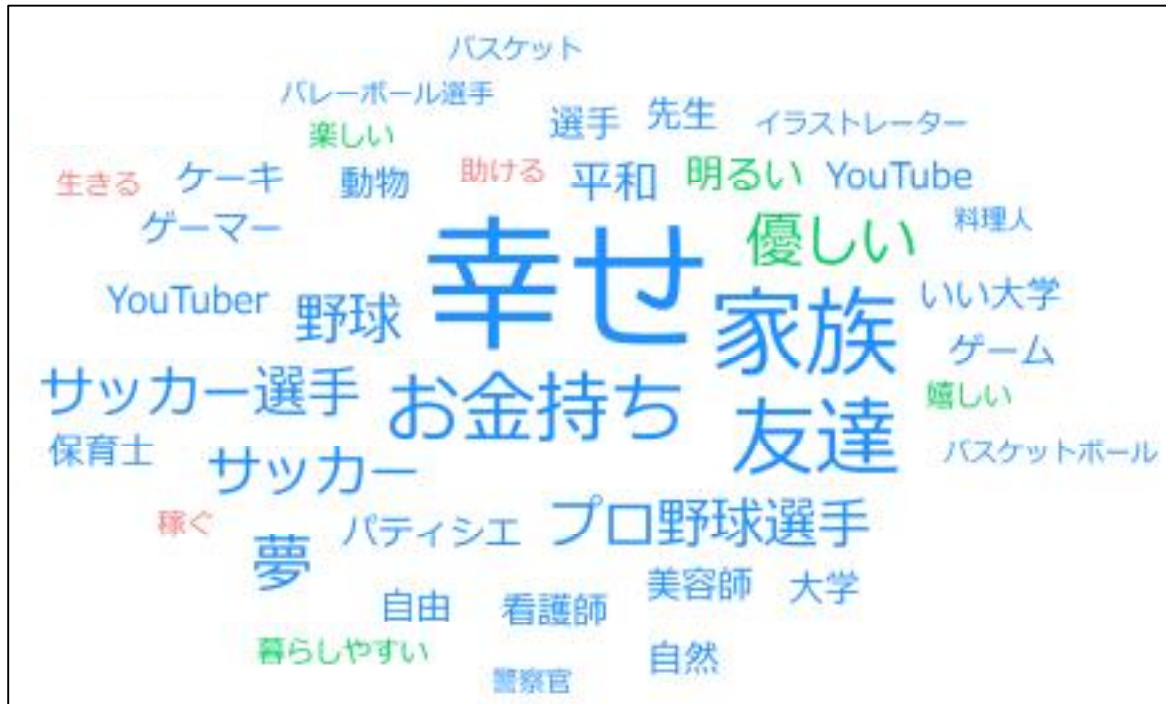 バスケット
バレーボール選手
選手 先生 イラストレーター
楽しい
生きる ケーキ 動物 助ける 平和 明るい YouTube
ゲーマー 幸せ 優しい 料理人
YouTuber 野球 家族 いい大学
ゲーム
サッカー選手 お金持ち 友達 嬉しい
保育士 サッカー バスケットボール
稼ぐ パティシエ プロ野球選手
夢 美容師 大学
自由 看護師
暮らしやすい 自然
警察官